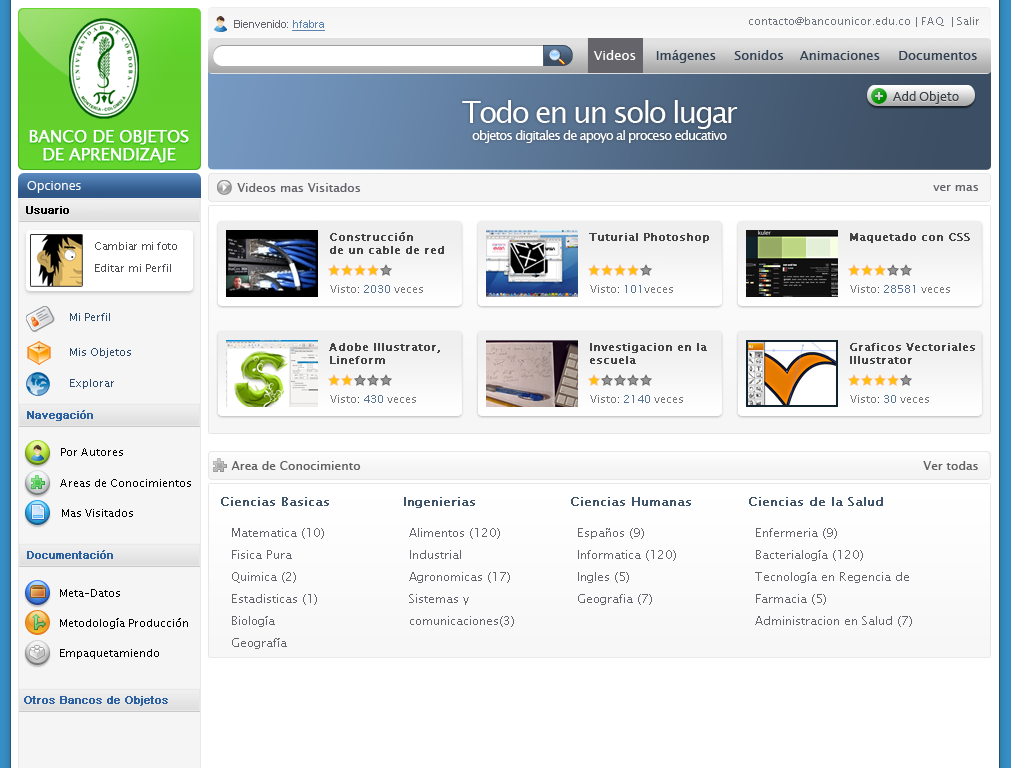 UNIVERSIDAD DE CÓRDOBA
MONTERÍA-COLOMBIA
BANCO DE OBJETOS
DE APRENDIZAJE
Bienvenido: hfabra
contacto@bancounicor.edu.co | FAQ | Salir
Videos Imágenes Sonidos Animaciones Documentos
Add Objeto
Todo en un solo lugar
objetos digitales de apoyo al proceso educativo
Opciones
Usuario
Cambiar mi foto
Editar mi Perfil
Mi Perfil
Mis Objetos
Explorar
Navegación
Por Autores
Areas de Conocimientos
Mas Visitados
Documentación
Meta-Datos
Metodología Producción
Empaquetamiendo
Otros Bancos de Objetos
Videos mas Visitados
ver mas
Construcción
de un cable de red
Visto: 2030 veces
Tuturial Photoshop
Visto: 101veces
kuler
Maquetado con CSS
Visto: 28581 veces
Adobe Illustrator,
Lineform
Visto: 430 veces
Investigacion en la
escuela
Visto: 2140 veces
Graficos Vectoriales
Illustrator
Visto: 30 veces
Area de Conocimiento
Ver todas
Ciencias Basicas
Matematica (10)
Fisica Pura
Quimica (2)
Estadisticas (1)
Biología
Geografía
Ingenierias
Alimentos (120)
Industrial
Agronomicas (17)
Sistemas y
comunicaciones(3)
Ciencias Humanas
Españos (9)
Informatica (120)
Ingles (5)
Geografia (7)
Ciencias de la Salud
Enfermeria (9)
Bacterialogía (120)
Tecnología en Regencia de
Farmacia (5)
Administracion en Salud (7)